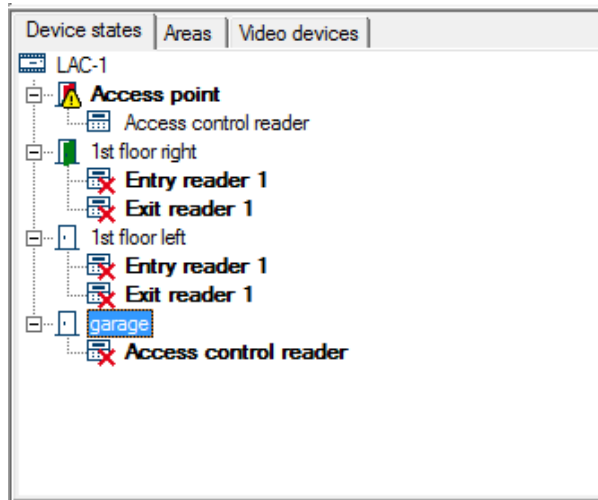 Device states Areas Video devices
LAC-1
Access point
Access control reader
1st floor right
Entry reader 1
Exit reader 1
1st floor left
Entry reader 1
Exit reader 1
garage
Access control reader